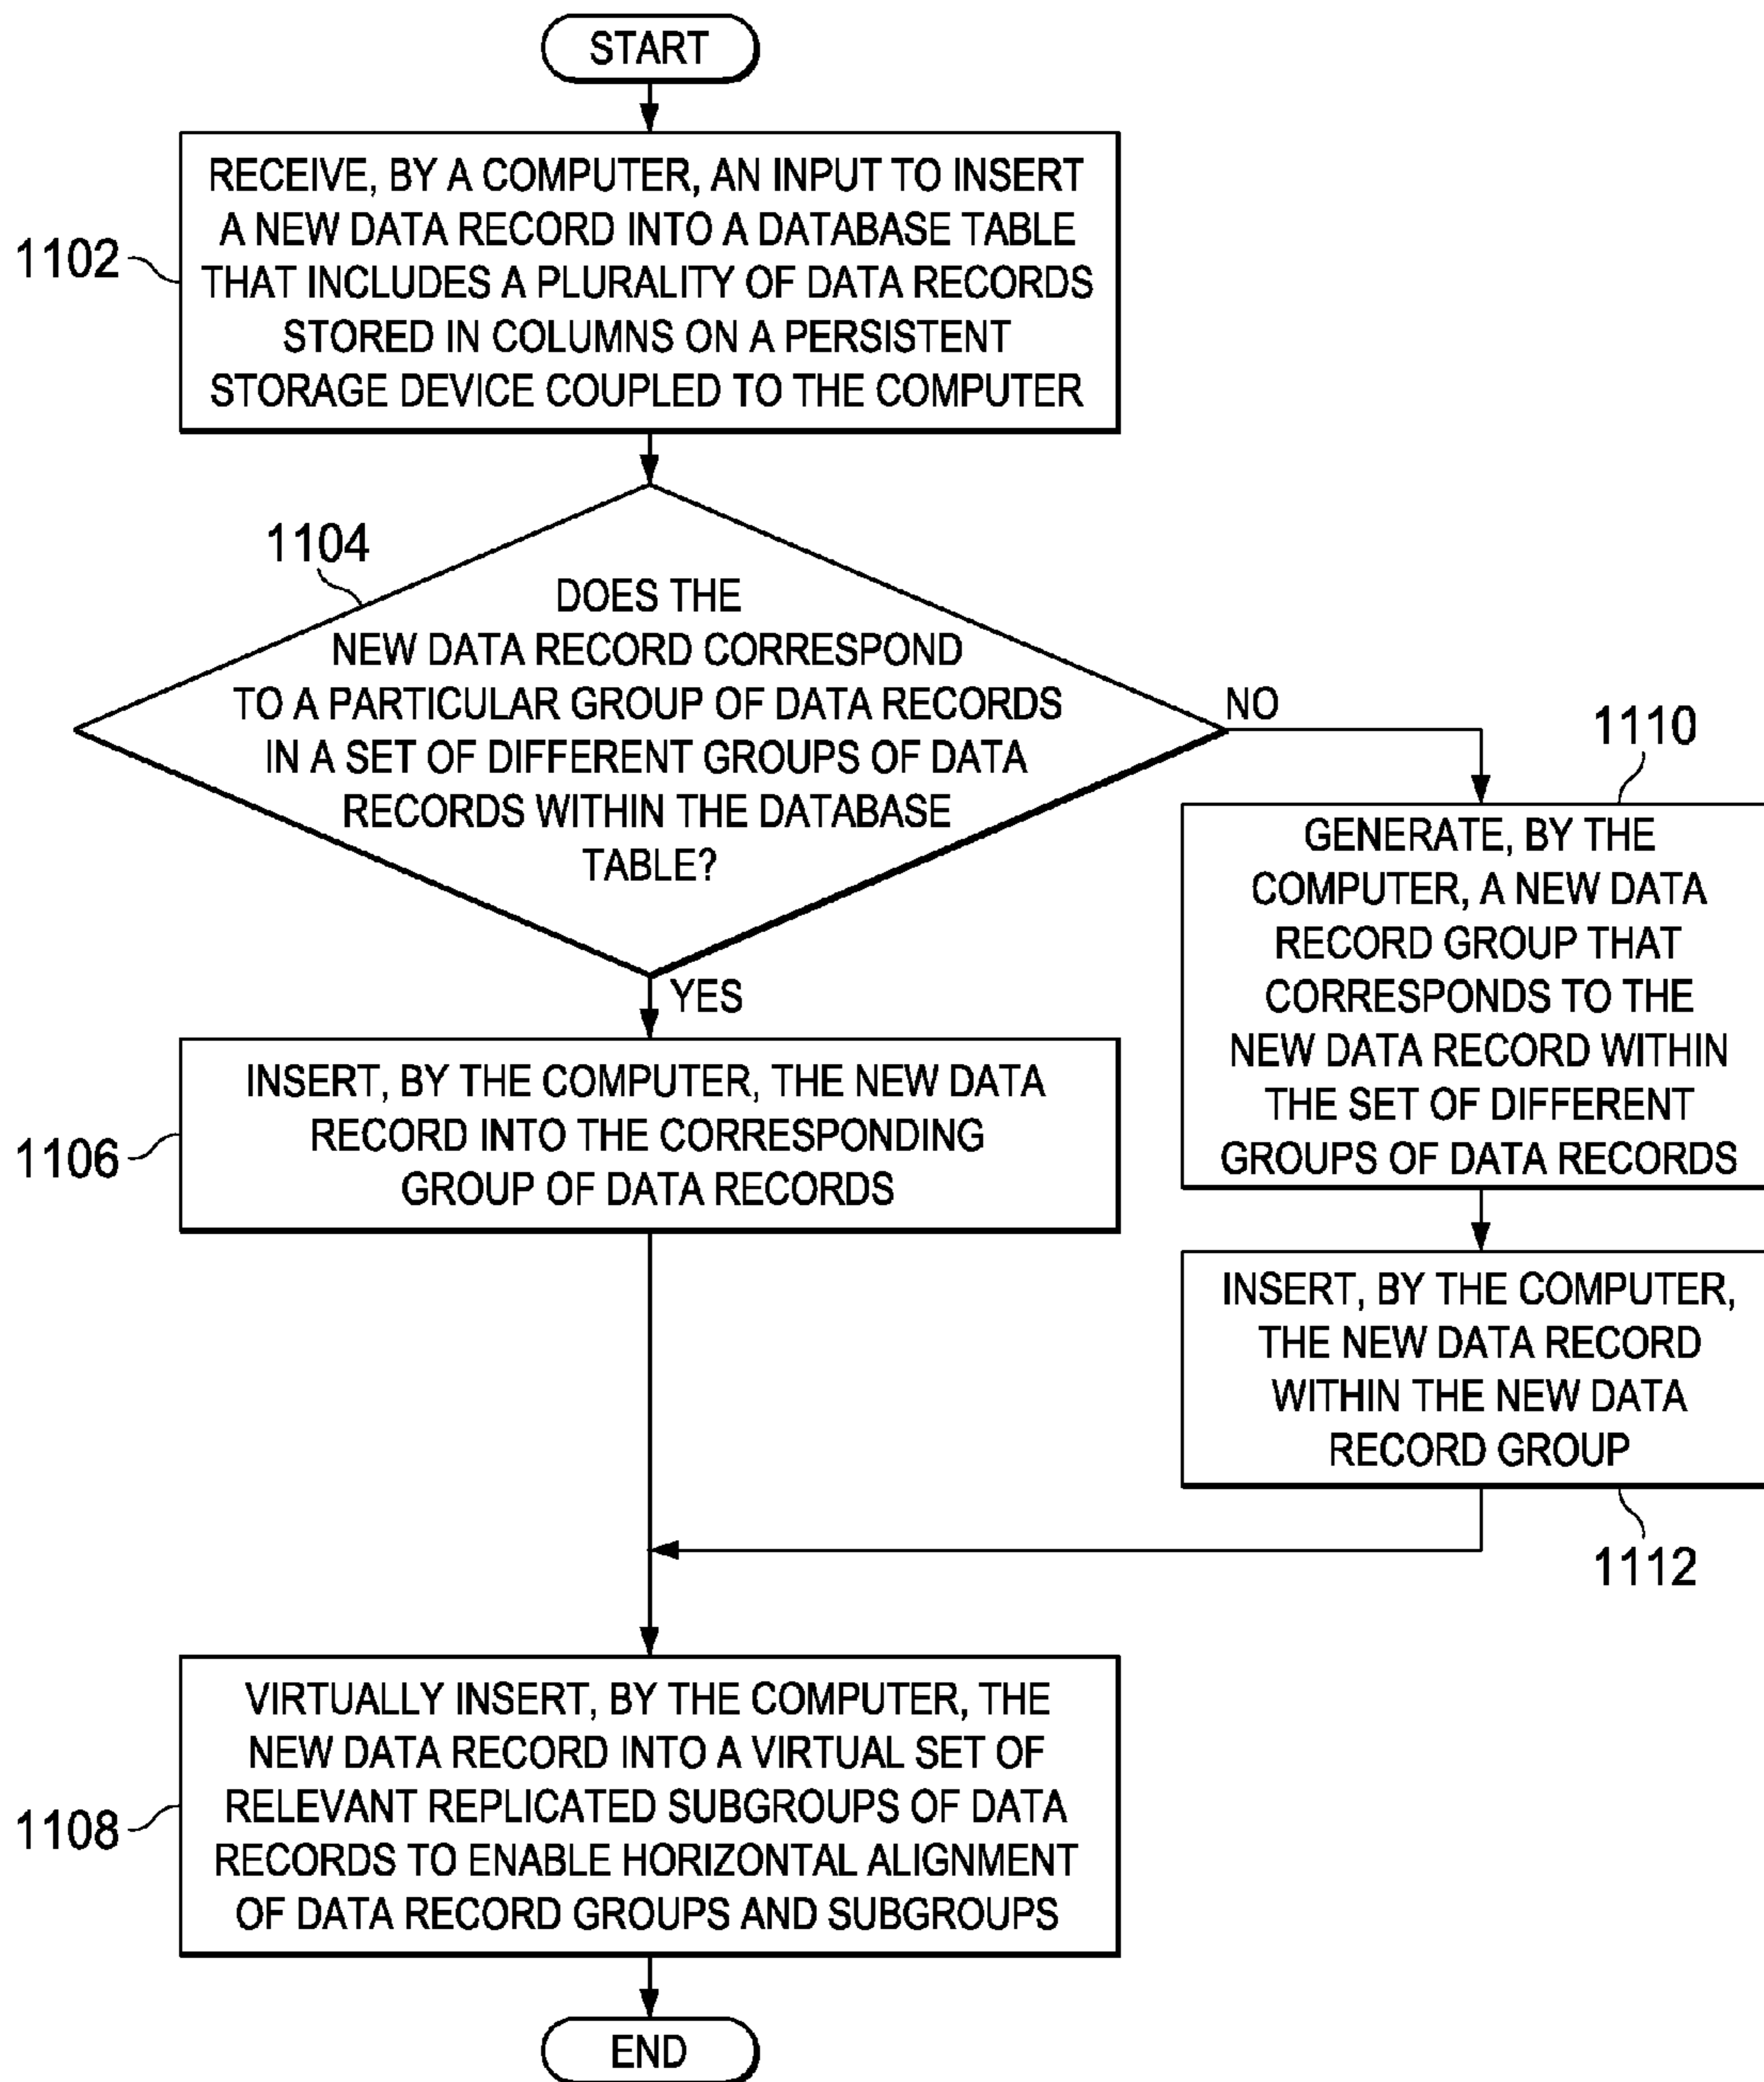 START
RECEIVE, BY A COMPUTER, AN INPUT TO INSERT
A NEW DATA RECORD INTO A DATABASE TABLE
THAT INCLUDES A PLURALITY OF DATA RECORDS
STORED IN COLUMNS ON A PERSISTENT
STORAGE DEVICE COUPLED TO THE COMPUTER
1102
1104
DOES THE
NEW DATA RECORD CORRESPOND
TO A PARTICULAR GROUP OF DATA RECORDS
IN A SET OF DIFFERENT GROUPS OF DATA
RECORDS WITHIN THE DATABASE
TABLE?
NO
YES
1110
GENERATE, BY THE
COMPUTER, A NEW DATA
RECORD GROUP THAT
CORRESPONDS TO THE
NEW DATA RECORD WITHIN
THE SET OF DIFFERENT
GROUPS OF DATA RECORDS
INSERT, BY THE COMPUTER, THE NEW DATA
RECORD INTO THE CORRESPONDING
GROUP OF DATA RECORDS
1106
INSERT, BY THE COMPUTER,
THE NEW DATA RECORD
WITHIN THE NEW DATA
RECORD GROUP
1112
VIRTUALLY INSERT, BY THE COMPUTER, THE
NEW DATA RECORD INTO A VIRTUAL SET OF
RELEVANT REPLICATED SUBGROUPS OF DATA
RECORDS TO ENABLE HORIZONTAL ALIGNMENT
OF DATA RECORD GROUPS AND SUBGROUPS
1108
END